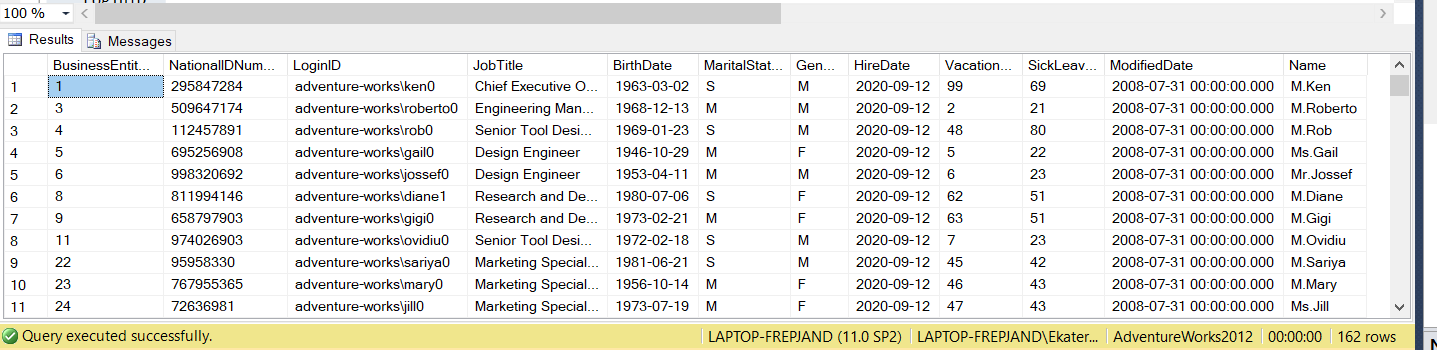 100 %
Results Messages
BusinessEntit... NationalIDNum... LoginID JobTitle BirthDate MaritalStat... Gen... HireDate Vacation... SickLeav... ModifiedDate Name
1 1 295847284 adventure-works\ken0 Chief Executive O... 1963-03-02 S M 2020-09-12 99 69 2008-07-31 00:00:00.000 M.Ken
2 3 509647174 adventure-works\roberto0 Engineering Man... 1968-12-13 M M 2020-09-12 2 21 2008-07-31 00:00:00.000 M.Roberto
3 4 112457891 adventure-works\rob0 Senior Tool Desi... 1969-01-23 S M 2020-09-12 48 80 2008-07-31 00:00:00.000 M.Rob
4 5 695256908 adventure-works\gail0 Design Engineer 1946-10-29 M F 2020-09-12 5 22 2008-07-31 00:00:00.000 Ms.Gail
5 6 998320692 adventure-works\jossef0 Design Engineer 1953-04-11 M M 2020-09-12 6 23 2008-07-31 00:00:00.000 Mr.Jossef
6 8 811994146 adventure-works\diane1 Research and De... 1980-07-06 S F 2020-09-12 62 51 2008-07-31 00:00:00.000 M.Diane
7 9 658797903 adventure-works\gigi0 Research and De... 1973-02-21 M F 2020-09-12 63 51 2008-07-31 00:00:00.000 M.Gigi
8 11 974026903 adventure-works\ovidiu0 Senior Tool Desi... 1972-02-18 S M 2020-09-12 7 23 2008-07-31 00:00:00.000 M.Ovidiu
9 22 95958330 adventure-works\sariya0 Marketing Special... 1981-06-21 S M 2020-09-12 45 42 2008-07-31 00:00:00.000 M.Sariya
10 23 767955365 adventure-works\mary0 Marketing Special... 1956-10-14 M F 2020-09-12 46 43 2008-07-31 00:00:00.000 M.Mary
11 24 72636981 adventure-works\jill0 Marketing Special... 1973-07-19 M F 2020-09-12 47 43 2008-07-31 00:00:00.000 Ms.Jill
Query executed successfully. LAPTOP-FREPJAND (11.0 SP2) LAPTOP-FREPJAND\Ekater... AdventureWorks2012 00:00:00 162 rows